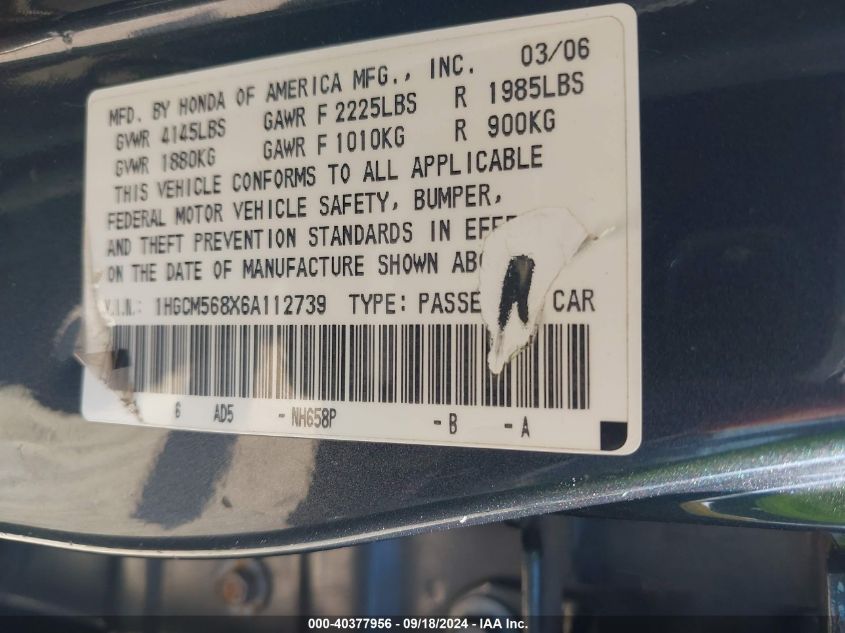 03/06
MFD. BY HONDA OF AMERICA MFG., INC.
GVWR 4145LBS GAWR F 2225LBS R 1985LBS
GVWR 1880KG GAWR F 1010KG R 900KG
THIS VEHICLE CONFORMS TO ALL APPLICABLE
FEDERAL MOTOR VEHICLE SAFETY, BUMPER,
AND THEFT PREVENTION STANDARDS IN
ON THE DATE OF MANUFACTURE SHOWN
V.I.N.: 1HGCM568X6A112739 TYPE: CAR
6 AD5 -NH658P -B -A
000-40377956 - 09/18/2024 - IAA Inc.